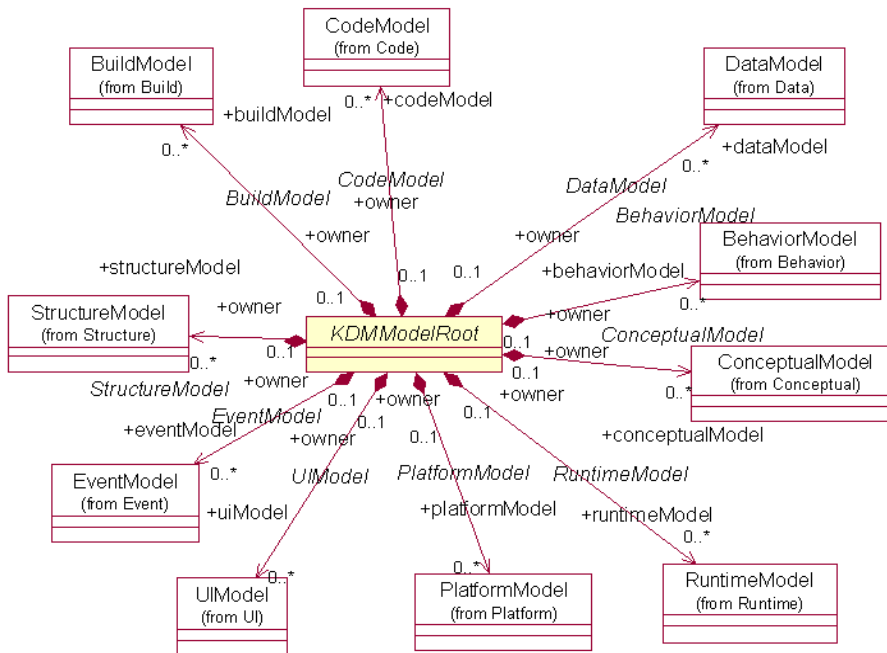 CodeModel
(from Code)
BuildModel
(from Build)
DataModel
(from Data)
0..*
+codeModel
+buildModel
0..*
+dataModel
0..*
CodeModel
DataModel
BuildModel
+owner
BehaviorModel
+owner
+owner
BehaviorModel
(from Behavior)
+structureModel
+behaviorModel
0..1
0..1
0..1
0..*
StructureModel
(from Structure)
+owner
KDMModelRoot
+owner
0..1
0..1
ConceptualModel
+owner
0..*
StructureModel
+owner
0..1
ConceptualModel
(from Conceptual)
0..*
0..1
+owner
+owner
0..1
EventModel
0..1
0..1
+eventModel
+owner
+conceptualModel
EventModel
(from Event)
0..*
UIModel
PlatformModel
RuntimeModel
+uiModel
+platformModel
+runtimeModel
0..*
0..*
0..*
UIModel
(from UI)
PlatformModel
(from Platform)
RuntimeModel
(from Runtime)